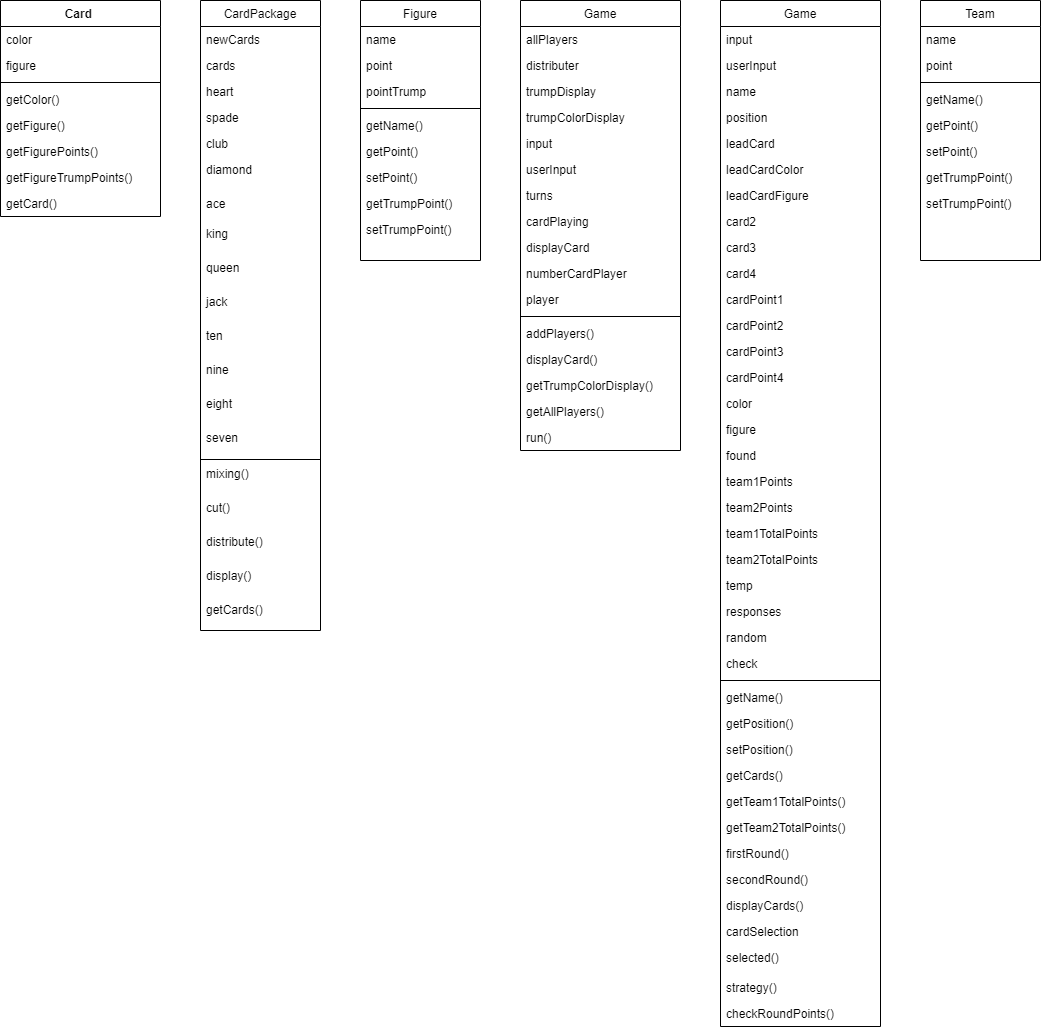 Card
color
figure
getColor()
getFigure()
getFigurePoints()
getFigureTrumpPoints()
getCard()
CardPackage
newCards
cards
heart
spade
club
diamond
ace
king
queen
jack
ten
nine
eight
seven
mixing()
cut()
distribute()
display()
getCards()
Figure
name
point
pointTrump
getName()
getPoint()
setPoint()
getTrumpPoint()
setTrumpPoint()
Game
allPlayers
distributer
trumpDisplay
trumpColorDisplay
input
userInput
turns
cardPlaying
displayCard
numberCardPlayer
player
addPlayers()
displayCard()
getTrumpColorDisplay()
getAllPlayers()
run()
Game
input
userInput
name
position
leadCard
leadCardColor
leadCardFigure
card2
card3
card4
cardPoint1
cardPoint2
cardPoint3
cardPoint4
color
figure
found
team1Points
team2Points
team1TotalPoints
team2TotalPoints
temp
responses
random
check
getName()
getPosition()
setPosition()
getCards()
getTeam1TotalPoints()
getTeam2TotalPoints()
firstRound()
secondRound()
displayCards()
cardSelection
selected()
strategy()
checkRoundPoints()
Team
name
point
getName()
getPoint()
setPoint()
getTrumpPoint()
setTrumpPoint()